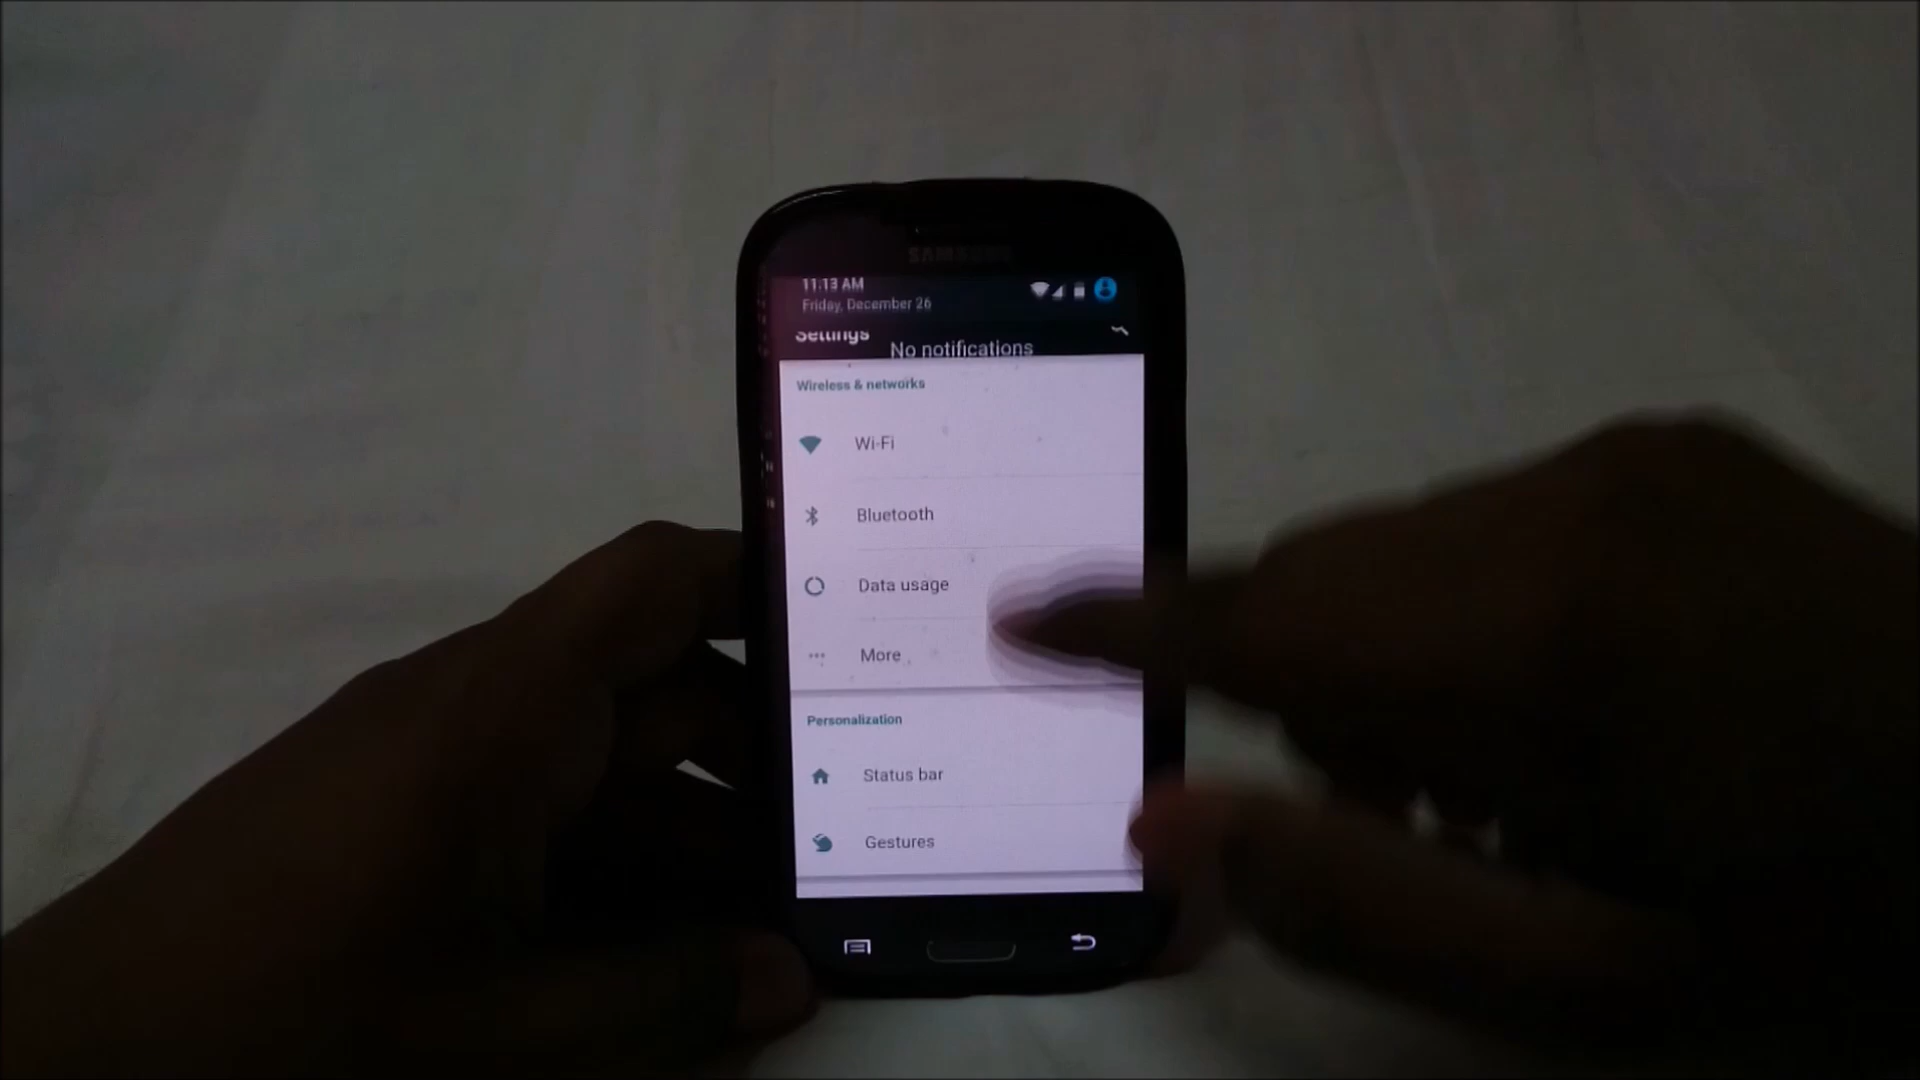 SAMSUNG
11:13 AM
Friday, December 26
Settings
No notifications
Wireless & networks
Wi-Fi
Bluetooth
Data usage
More
Personalization
Status bar
Gestures